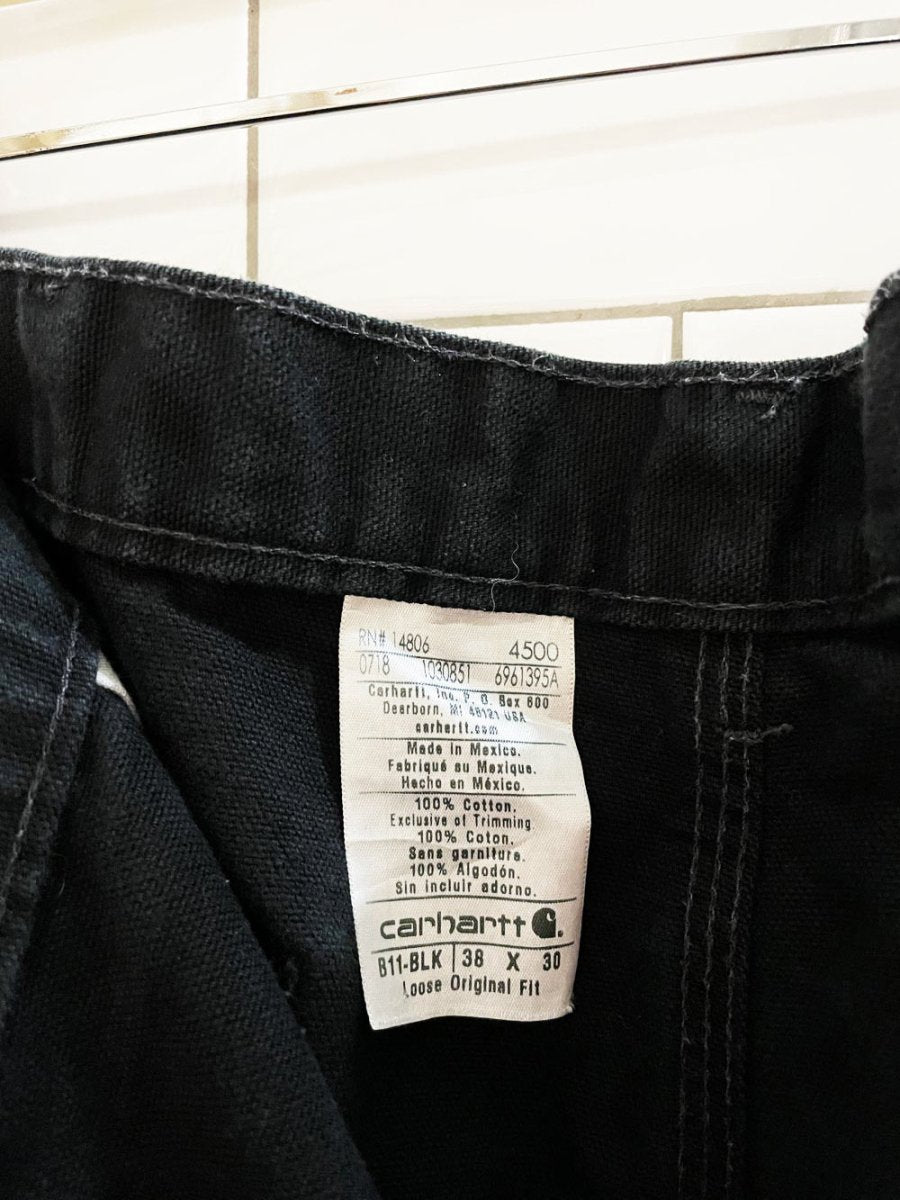 RN# 14806 4500
0718 1030851 6961395A
Carhartt, Inc. P. O. Box 600
Dearborn, MI 48121 USA
carhartt.com
Made in Mexico.
Fabriqué au Mexique.
Hecho en México.
100% Cotton.
Exclusive of Trimming.
100% Coton.
Sans garniture.
100% Algodón.
Sin incluir adorno.
carhartt
B11-BLK 38 X 30
Loose Original Fit